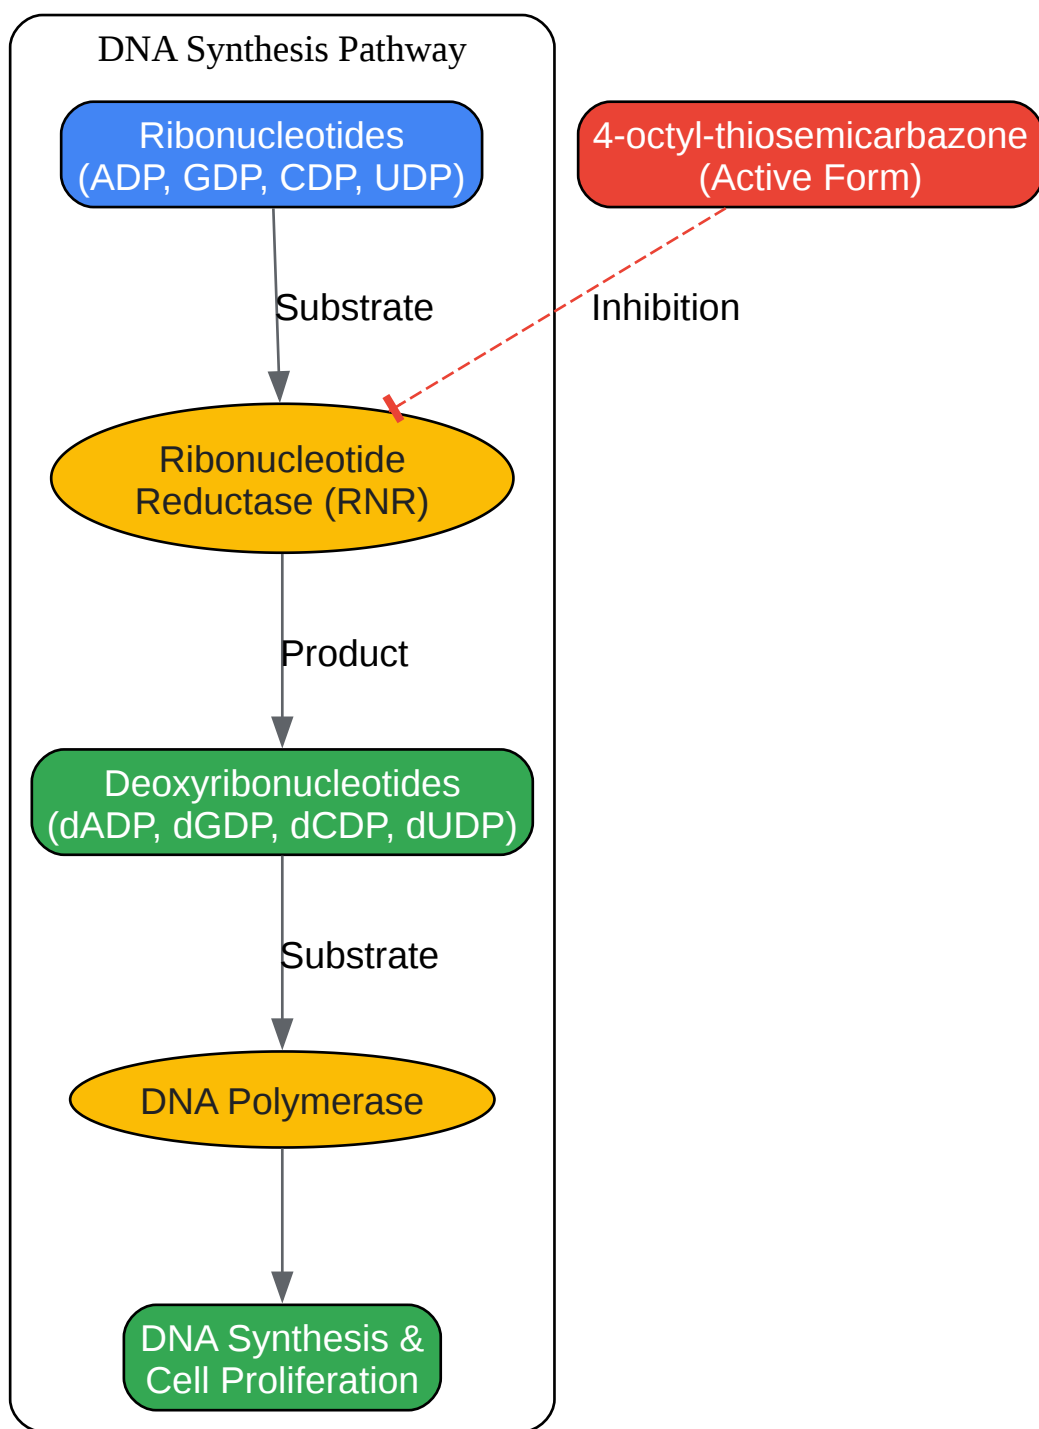 DNA Synthesis Pathway
Ribonucleotides
(ADP, GDP, CDP, UDP)
4-octyl-thiosemicarbazone
(Active Form)
Substrate
Inhibition
Ribonucleotide
Reductase (RNR)
Product
Deoxyribonucleotides
(dADP, dGDP, dCDP, dUDP)
Substrate
DNA Polymerase
DNA Synthesis &
Cell Proliferation